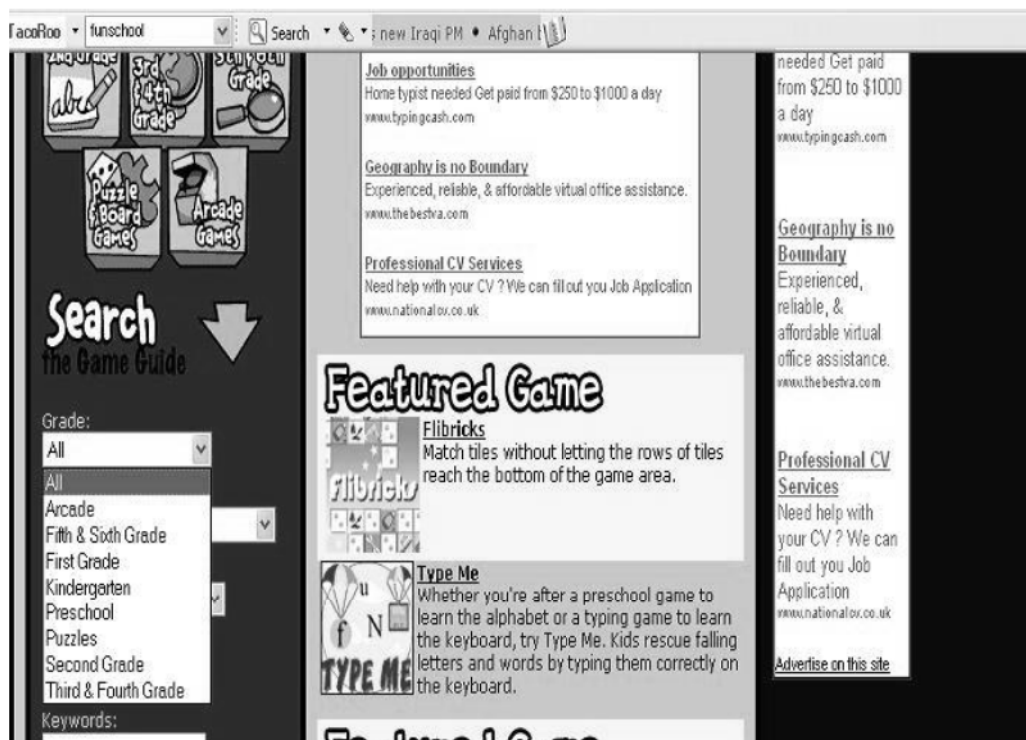 TacoRoo
funschool
Search
s new Iraqi PM • Afghan
2nd Grade
abc
3rd & 4th Grade
5th & 6th Grade
Puzzle & Board Games
Arcade Games
Search
the Game Guide
Grade:
All
All
Arcade
Fifth & Sixth Grade
First Grade
Kindergarten
Preschool
Puzzles
Second Grade
Third & Fourth Grade
Keywords:
Job opportunities
Home typist needed Get paid from $250 to $1000 a day
www.typingcash.com
Geography is no Boundary
Experienced, reliable, & affordable virtual office assistance.
www.thebestva.com
Professional CV Services
Need help with your CV ? We can fill out you Job Application
www.nationalcv.co.uk
Featured Game
Flibricks
Flibricks
Match tiles without letting the rows of tiles
reach the bottom of the game area.
u
f N
TYPE ME
Type Me
Whether you're after a preschool game to
learn the alphabet or a typing game to learn
the keyboard, try Type Me. Kids rescue falling
letters and words by typing them correctly on
the keyboard.
Featured Game
needed Get paid
from $250 to $1000
a day
www.typingcash.com
Geography is no
Boundary
Experienced,
reliable, &
affordable virtual
office assistance.
www.thebestva.com
Professional CV
Services
Need help with
your CV ? We can
fill out you Job
Application
www.nationalcv.co.uk
Advertise on this site